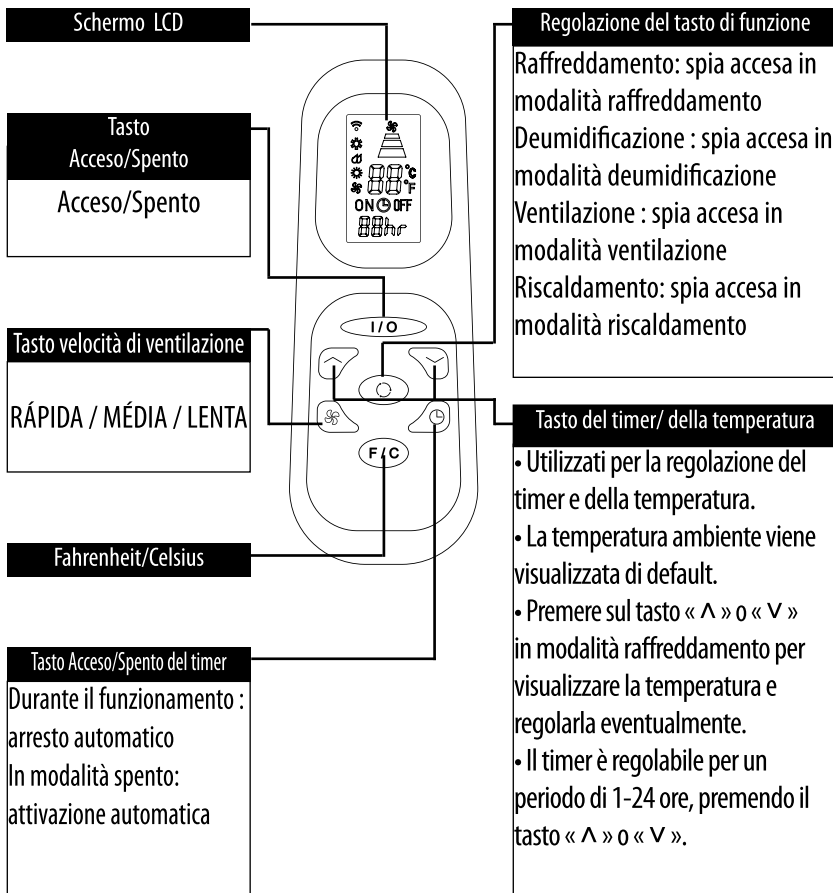 Schermo LCD
Tasto
Acceso/Spento
Acceso/Spento
Tasto velocità di ventilazione
RÁPIDA / MÉDIA / LENTA
Fahrenheit/Celsius
Tasto Acceso/Spento del timer
Durante il funzionamento :
arresto automatico
In modalità spento:
attivazione automatica
88°C
°F
ON OFF
88hr
I/O
F/C
Regolazione del tasto di funzione
Raffreddamento: spia accesa in
modalità raffreddamento
Deumidificazione : spia accesa in
modalità deumidificazione
Ventilazione : spia accesa in
modalità ventilazione
Riscaldamento: spia accesa in
modalità riscaldamento
Tasto del timer/ della temperatura
• Utilizzati per la regolazione del
timer e della temperatura.
• La temperatura ambiente viene
visualizzata di default.
• Premere sul tasto « ᐱ » o « ᐯ »
in modalità raffreddamento per
visualizzare la temperatura e
regolarla eventualmente.
• Il timer è regolabile per un
periodo di 1-24 ore, premendo il
tasto « ᐱ » o « ᐯ ».